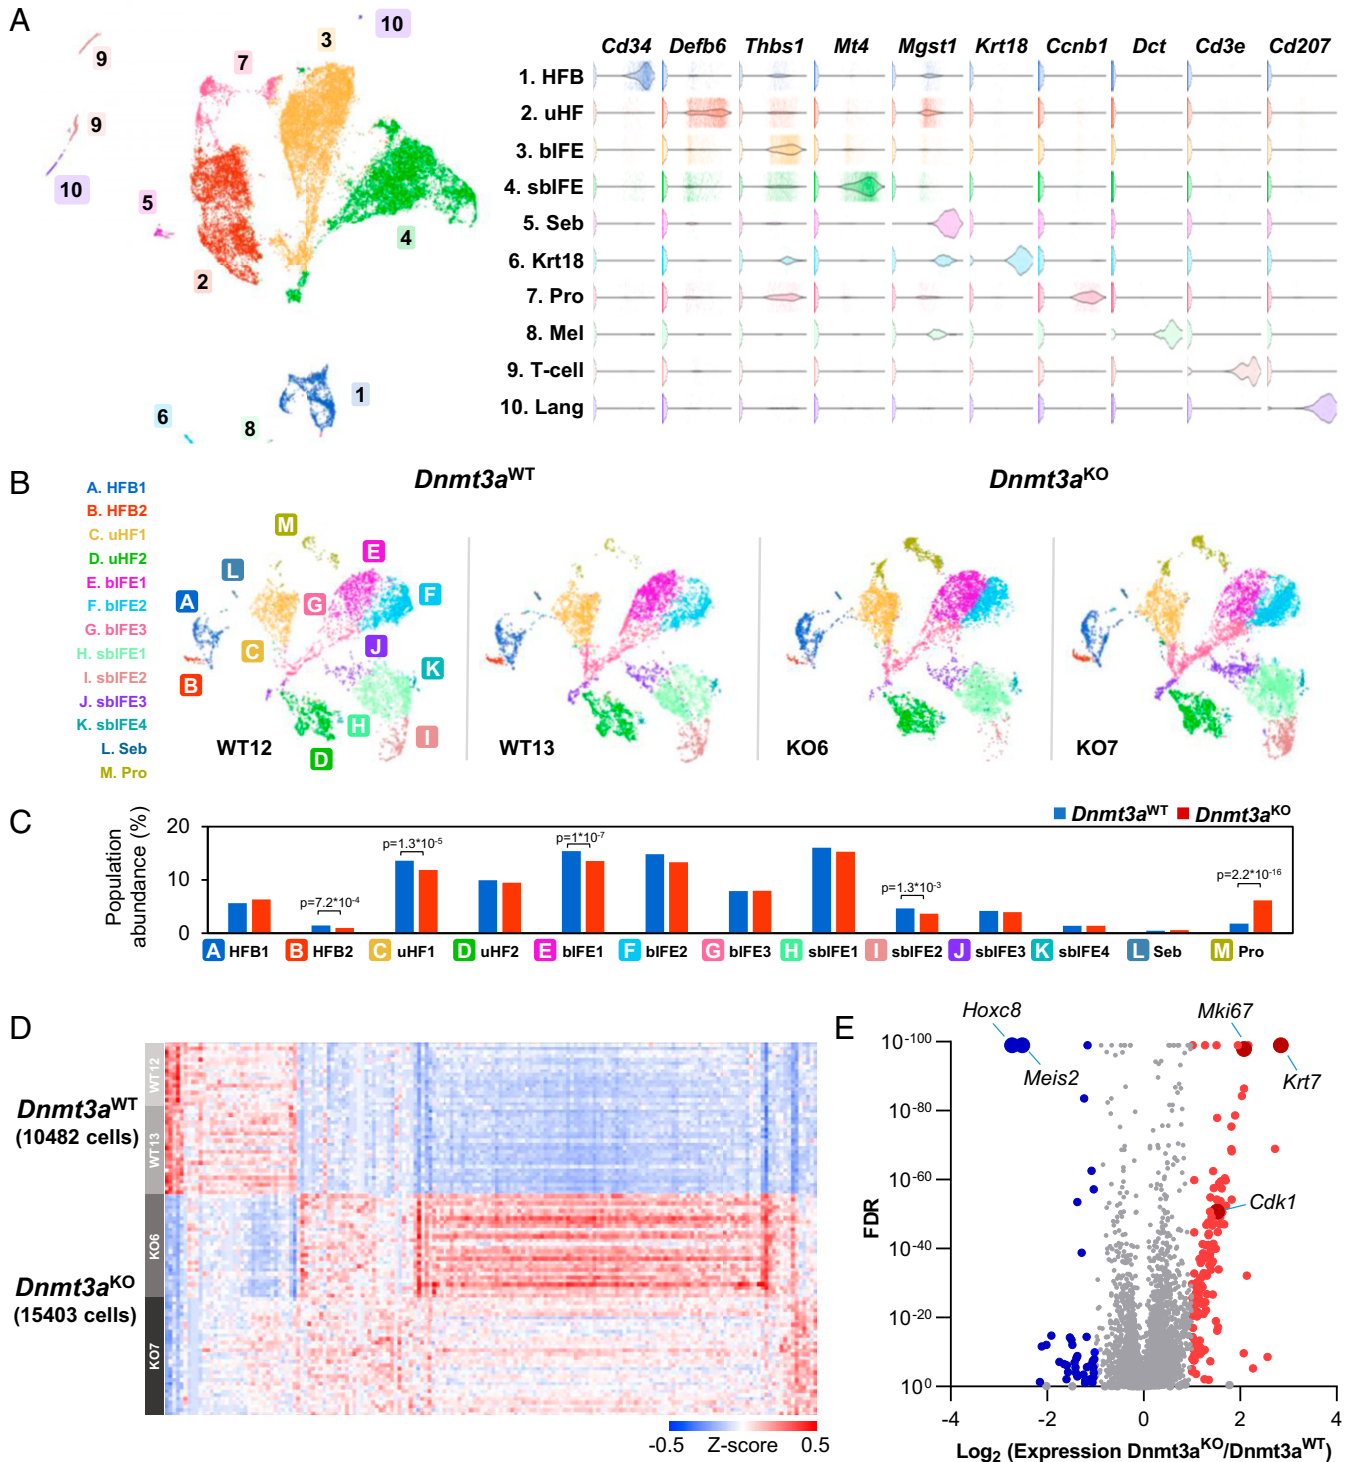 A
10
3
7
9
9
10
5
2
4
1
6
8
Cd34 Defb6 Thbs1 Mt4 Mgst1 Krt18 Ccnb1 Dct Cd3e Cd207
1. HFB
2. uHF
3. bIFE
4. sbIFE
5. Seb
6. Krt18
7. Pro
8. Mel
9. T-cell
10. Lang
B
Dnmt3aWT
Dnmt3aKO
A. HFB1
B. HFB2
C. uHF1
D. uHF2
E. bIFE1
F. bIFE2
G. bIFE3
H. sbIFE1
I. sbIFE2
J. sbIFE3
K. sbIFE4
L. Seb
M. Pro
M
E
L
A
G
F
C
J
K
B
H
I
D
WT12
WT13
KO6
KO7
C
Dnmt3aWT Dnmt3aKO
Population abundance (%)
20
10
0
p=7.2*10-4
p=1.3*10-5
p=1*10-7
p=1.3*10-3
p=2.2*10-16
A HFB1 B HFB2 C uHF1 D uHF2 E bIFE1 F bIFE2 G bIFE3 H sbIFE1 I sbIFE2 J sbIFE3 K sbIFE4 L Seb M Pro
D
Dnmt3aWT
(10482 cells)
Dnmt3aKO
(15403 cells)
WT12
WT13
KO6
KO7
-0.5 Z-score 0.5
E
Hoxc8
Meis2
Mki67
Krt7
Cdk1
FDR
10-100
10-80
10-60
10-40
10-20
100
-4 -2 0 2 4
Log2 (Expression Dnmt3aKO/Dnmt3aWT)